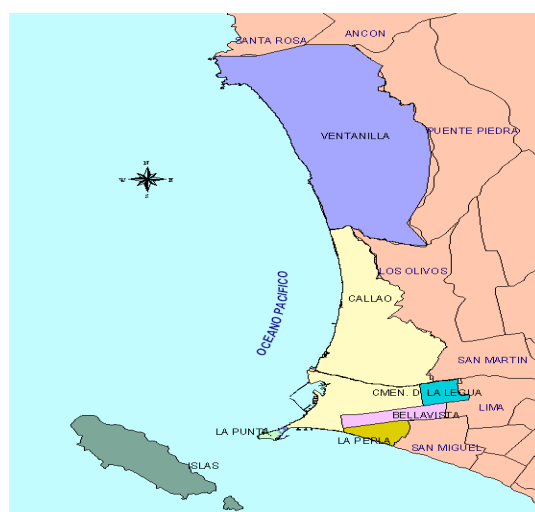 SANTA ROSA
ANCON
VENTANILLA
PUENTE PIEDRA
N
W
E
S
LOS OLIVOS
CALLAO
OCEANO PACÍFICO
SAN MARTIN
CMEN. D LA LEGUA
BELLAVISTA
LIMA
LA PUNTA
LA PERLA
SAN MIGUEL
ISLAS